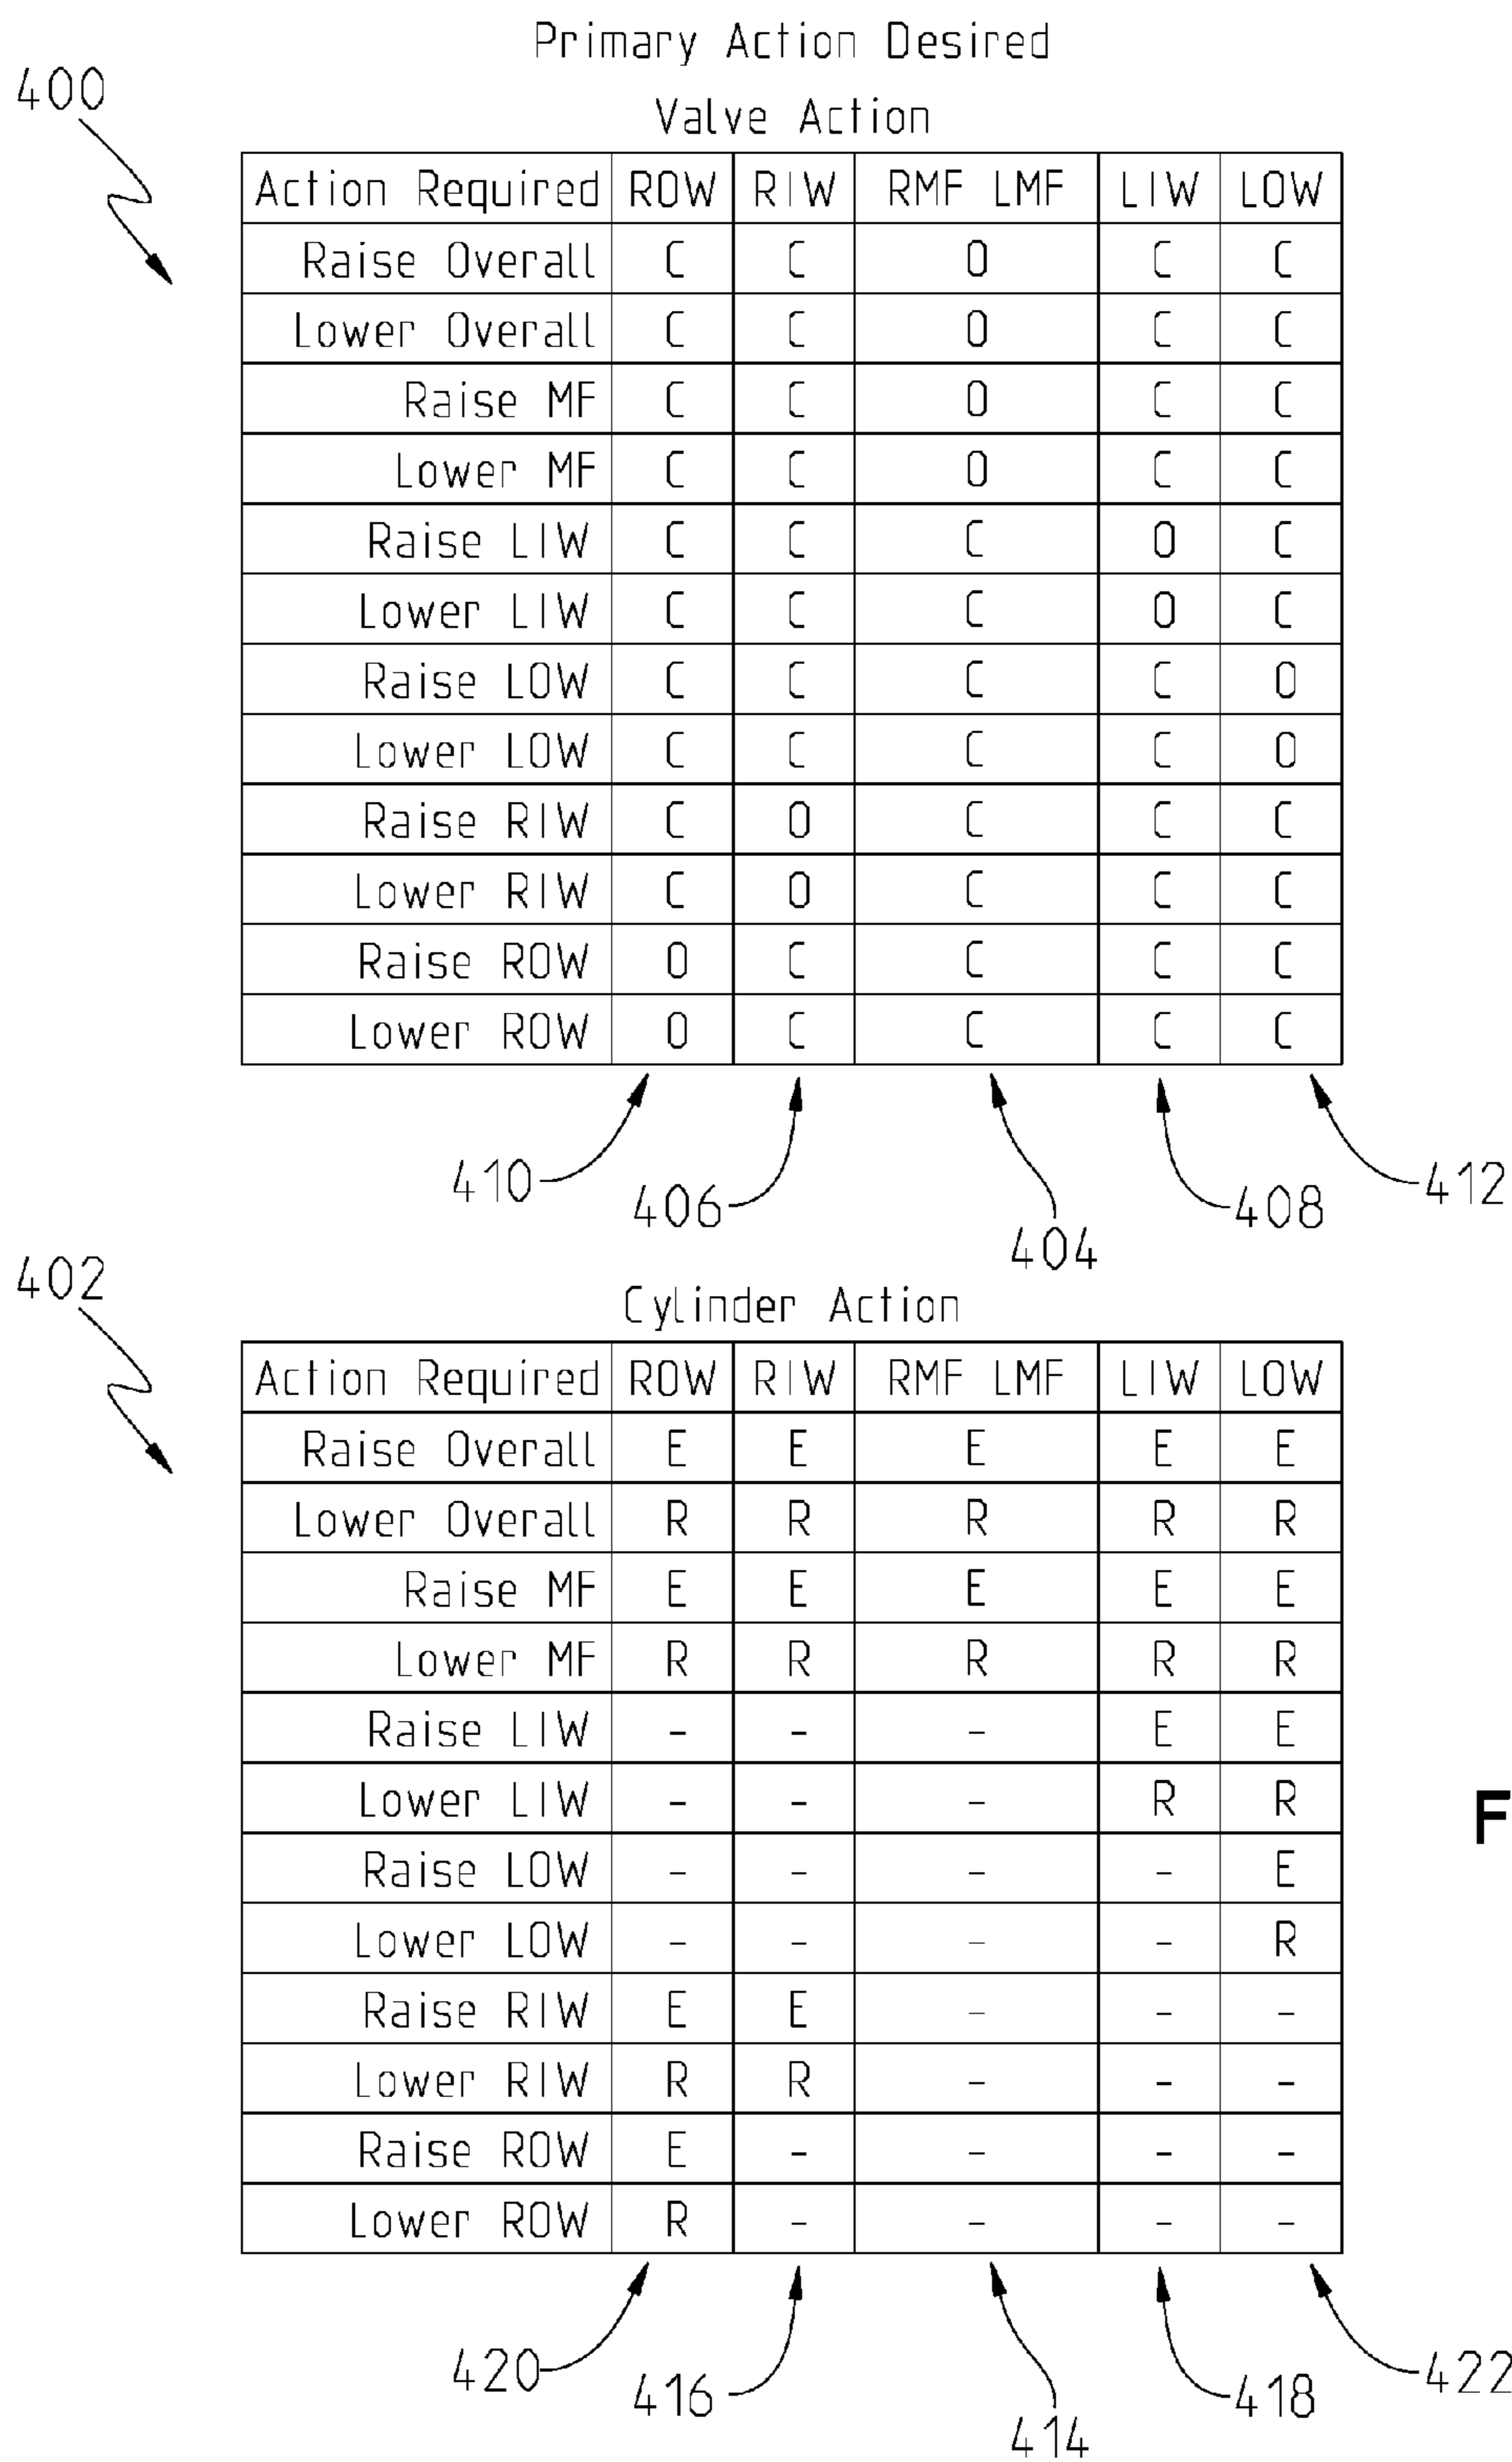 Primary Action Desired
400
Valve Action
Action Required ROW RIW RMF LMF LIW LOW
Raise Overall C C O C C
Lower Overall C C O C C
Raise MF C C O C C
Lower MF C C O C C
Raise LIW C C C O C
Lower LIW C C C O C
Raise LOW C C C C O
Lower LOW C C C C O
Raise RIW C O C C C
Lower RIW C O C C C
Raise ROW O C C C C
Lower ROW O C C C C
410 406 404 408 412
402
Cylinder Action
Action Required ROW RIW RMF LMF LIW LOW
Raise Overall E E E E E
Lower Overall R R R R R
Raise MF E E E E E
Lower MF R R R R R
Raise LIW - - - E E
Lower LIW - - - R R
F
Raise LOW - - - - E
Lower LOW - - - - R
Raise RIW E E - - -
Lower RIW R R - - -
Raise ROW E - - - -
Lower ROW R - - - -
420 416 414 418 422